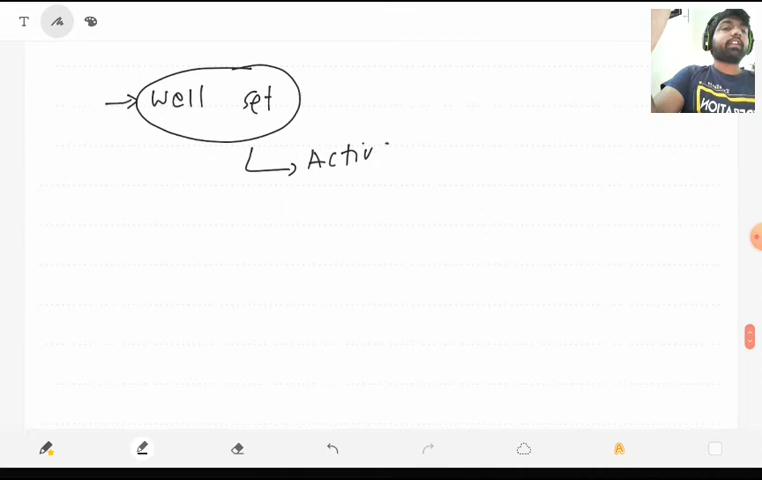 T
→ Well set
↳ Activ
A